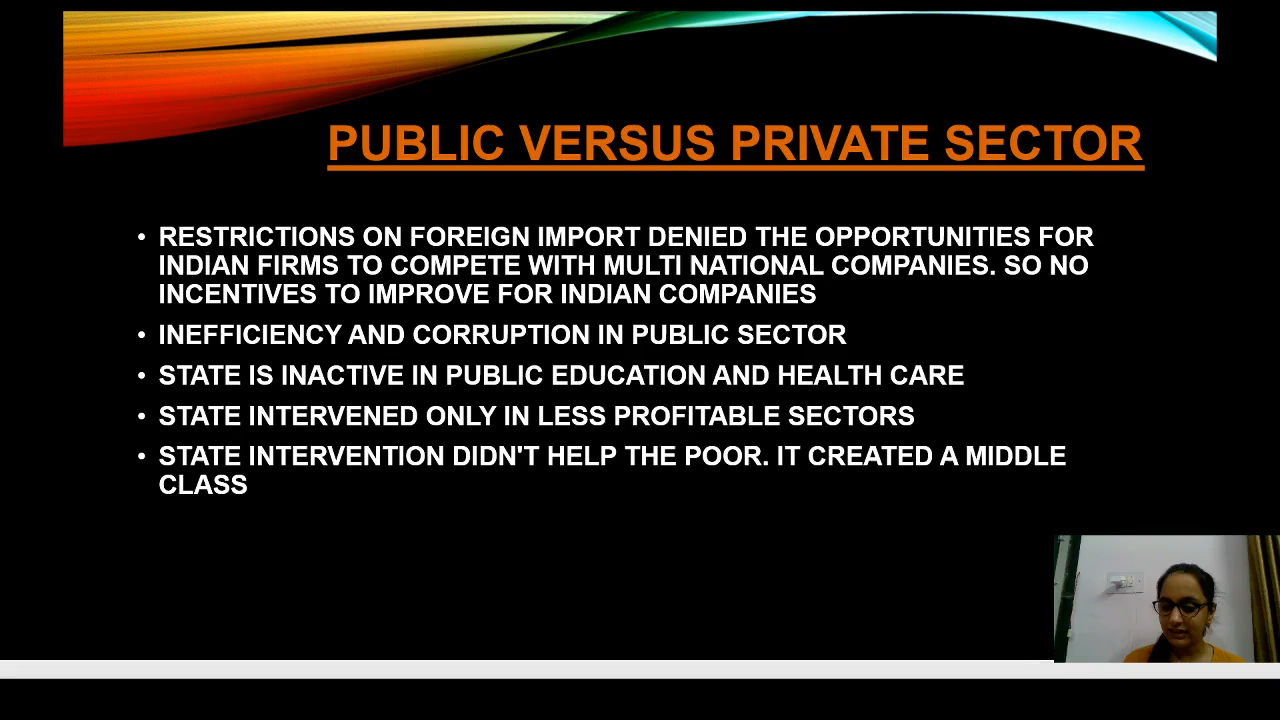 PUBLIC VERSUS PRIVATE SECTOR
• RESTRICTIONS ON FOREIGN IMPORT DENIED THE OPPORTUNITIES FOR
INDIAN FIRMS TO COMPETE WITH MULTI NATIONAL COMPANIES. SO NO
INCENTIVES TO IMPROVE FOR INDIAN COMPANIES
• INEFFICIENCY AND CORRUPTION IN PUBLIC SECTOR
• STATE IS INACTIVE IN PUBLIC EDUCATION AND HEALTH CARE
• STATE INTERVENED ONLY IN LESS PROFITABLE SECTORS
• STATE INTERVENTION DIDN'T HELP THE POOR. IT CREATED A MIDDLE
CLASS